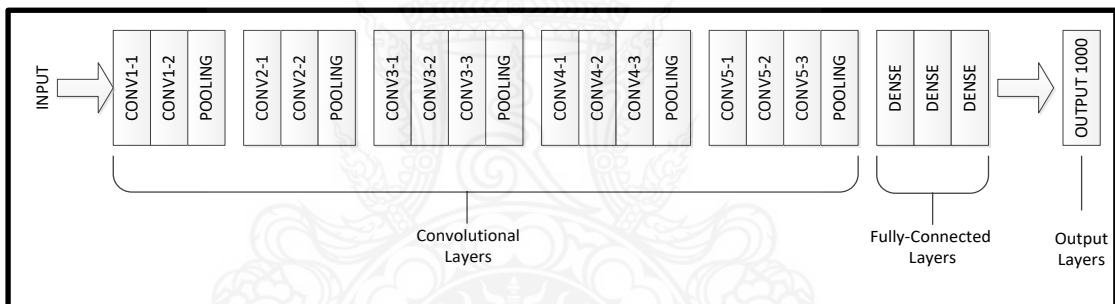 INPUT
CONV1-1
CONV1-2
POOLING
CONV2-1
CONV2-2
POOLING
CONV3-1
CONV3-2
CONV3-3
POOLING
CONV4-1
CONV4-2
CONV4-3
POOLING
CONV5-1
CONV5-2
CONV5-3
POOLING
DENSE
DENSE
DENSE
OUTPUT 1000
Convolutional
Layers
Fully-Connected
Layers
Output
Layers